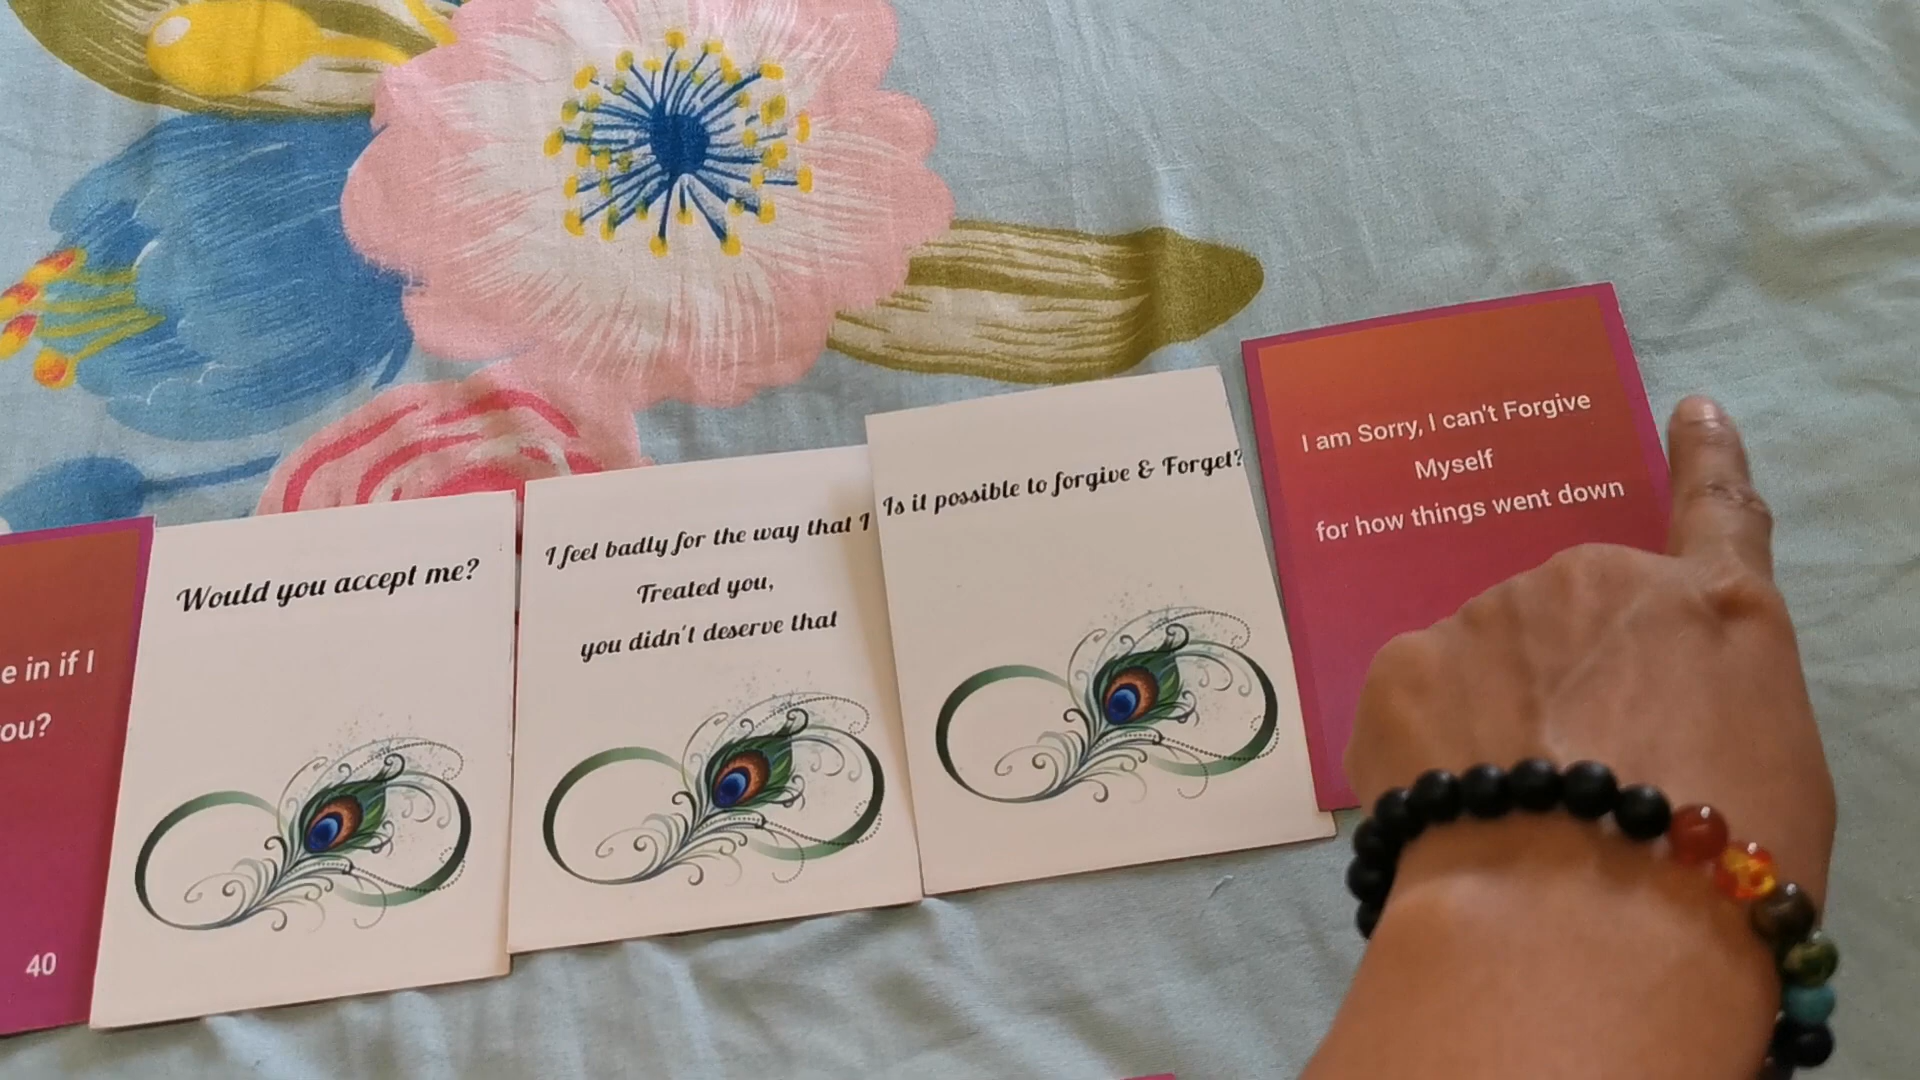 e in if I
ou?
40
Would you accept me?
I feel badly for the way that I
Treated you,
you didn't deserve that
Is it possible to forgive & Forget?
I am Sorry, I can't Forgive
Myself
for how things went down